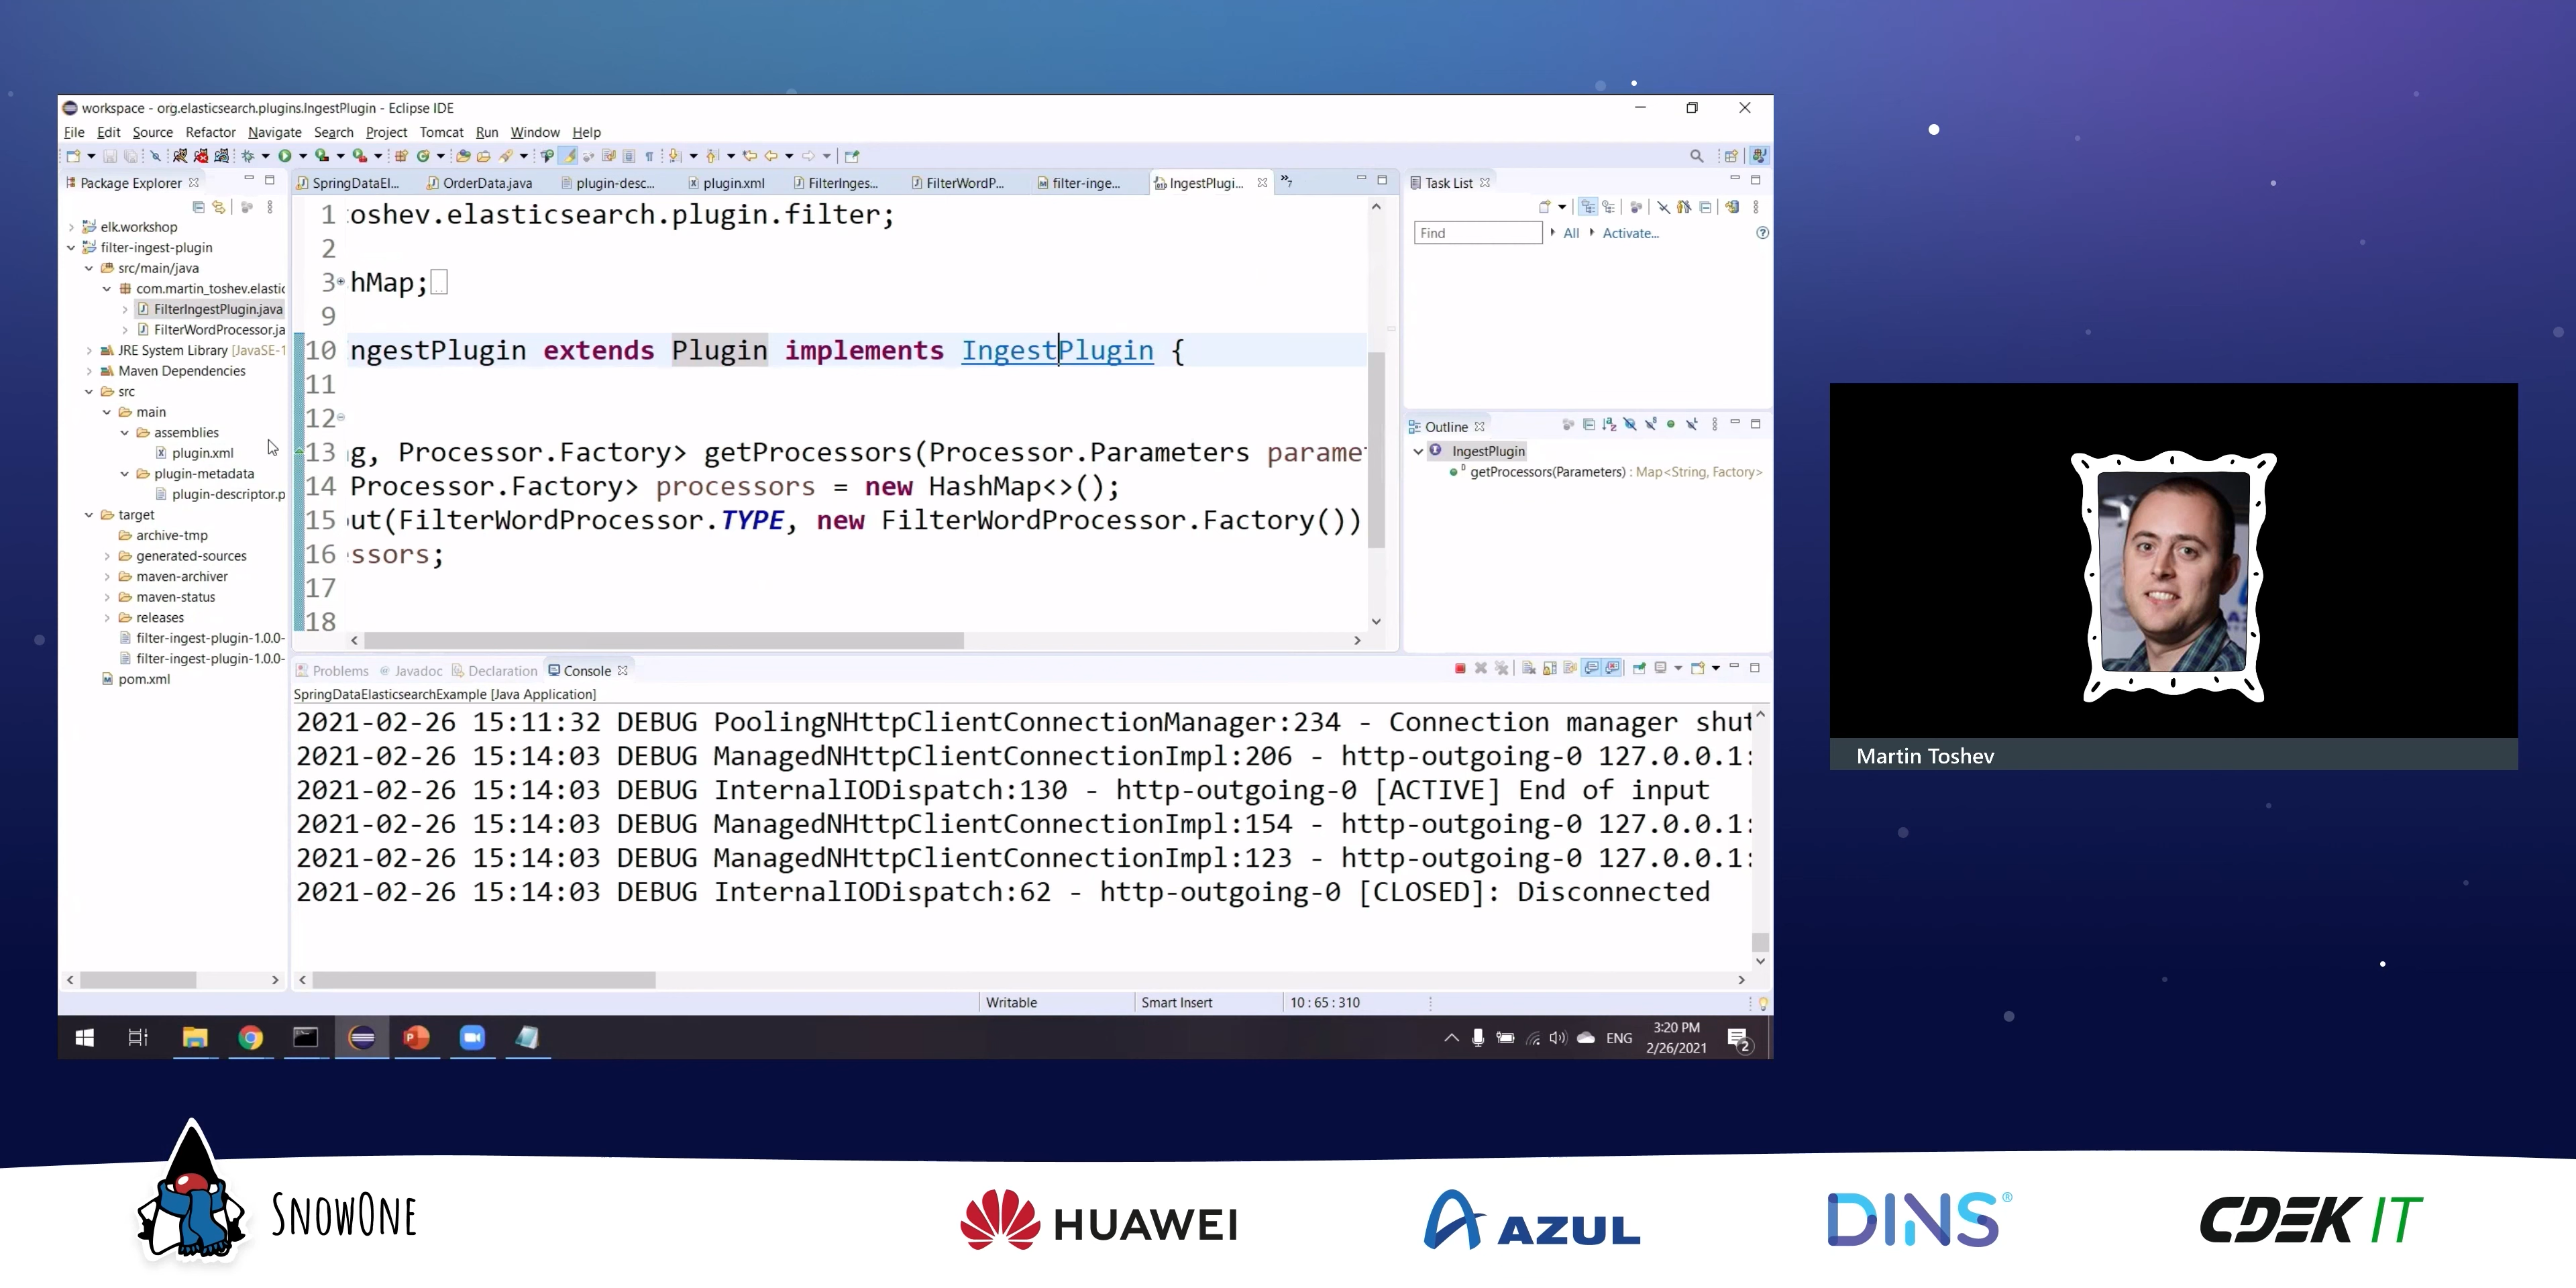 workspace - org.elasticsearch.plugins.IngestPlugin - Eclipse IDE
File Edit Source Refactor Navigate Search Project Tomcat Run Window Help
Package Explorer
elk.workshop
filter-ingest-plugin
src/main/java
com.martin_toshev.elastic
FilterIngestPlugin.java
FilterWordProcessor.ja
JRE System Library [JavaSE-1
Maven Dependencies
src
main
assemblies
plugin.xml
plugin-metadata
plugin-descriptor.p
target
archive-tmp
generated-sources
maven-archiver
maven-status
releases
filter-ingest-plugin-1.0.0-
filter-ingest-plugin-1.0.0-
pom.xml
SpringDataEl... OrderData.java plugin-desc... plugin.xml FilterInges... FilterWordP... filter-inge... IngestPlugi... »7
1 oshev.elasticsearch.plugin.filter;
2
3 hMap;
9
10 ngestPlugin extends Plugin implements IngestPlugin {
11
12
13 g, Processor.Factory> getProcessors(Processor.Parameters parame
14 Processor.Factory> processors = new HashMap<>();
15 ut(FilterWordProcessor.TYPE, new FilterWordProcessor.Factory())
16 ssors;
17
18
Task List
Find All Activate...
Outline
IngestPlugin
getProcessors(Parameters) : Map<String, Factory>
Problems Javadoc Declaration Console
SpringDataElasticsearchExample [Java Application]
2021-02-26 15:11:32 DEBUG PoolingNHttpClientConnectionManager:234 - Connection manager shut
2021-02-26 15:14:03 DEBUG ManagedNHttpClientConnectionImpl:206 - http-outgoing-0 127.0.0.1:
2021-02-26 15:14:03 DEBUG InternalIODispatch:130 - http-outgoing-0 [ACTIVE] End of input
2021-02-26 15:14:03 DEBUG ManagedNHttpClientConnectionImpl:154 - http-outgoing-0 127.0.0.1:
2021-02-26 15:14:03 DEBUG ManagedNHttpClientConnectionImpl:123 - http-outgoing-0 127.0.0.1:
2021-02-26 15:14:03 DEBUG InternalIODispatch:62 - http-outgoing-0 [CLOSED]: Disconnected
Writable Smart Insert 10 : 65 : 310
ENG
3:20 PM
2/26/2021
2
Martin Toshev
SNOWONE
HUAWEI
AZUL
DINS®
CDEK IT